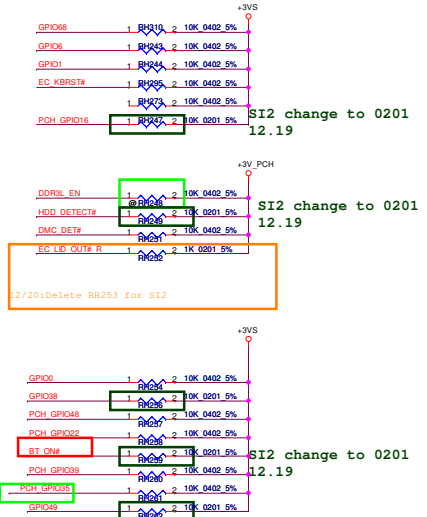 +3VS
GPIO68 1 RH310 2 10K_0402_5%
GPIO6 1 RH243 2 10K_0402_5%
GPIO1 1 RH244 2 10K_0402_5%
EC_KBRST# 1 RH295 2 10K_0402_5%
1 RH273 2 10K_0402_5%
PCH_GPIO16 1 RH247 2 10K_0201_5%
SI2 change to 0201
12.19
+3V_PCH
DDR3L_EN 1 @ RH248 2 10K_0402_5%
HDD_DETECT# 1 RH249 2 10K_0201_5%
DMC_DET# 1 RH251 2 10K_0402_5%
EC_LID_OUT#_R 1 RH252 2 1K_0201_5%
SI2 change to 0201
12.19
12/20:Delete RH253 for SI2
+3VS
GPIO0 1 RH254 2 10K_0402_5%
GPIO38 1 RH256 2 10K_0201_5%
PCH_GPIO48 1 RH257 2 10K_0402_5%
PCH_GPIO22 1 RH258 2 10K_0402_5%
BT_ON# 1 RH259 2 10K_0201_5%
PCH_GPIO39 1 RH260 2 10K_0402_5%
PCH_GPIO35 1 RH261 2 10K_0402_5%
GPIO49 1 RH262 2 10K_0201_5%
SI2 change to 0201
12.19